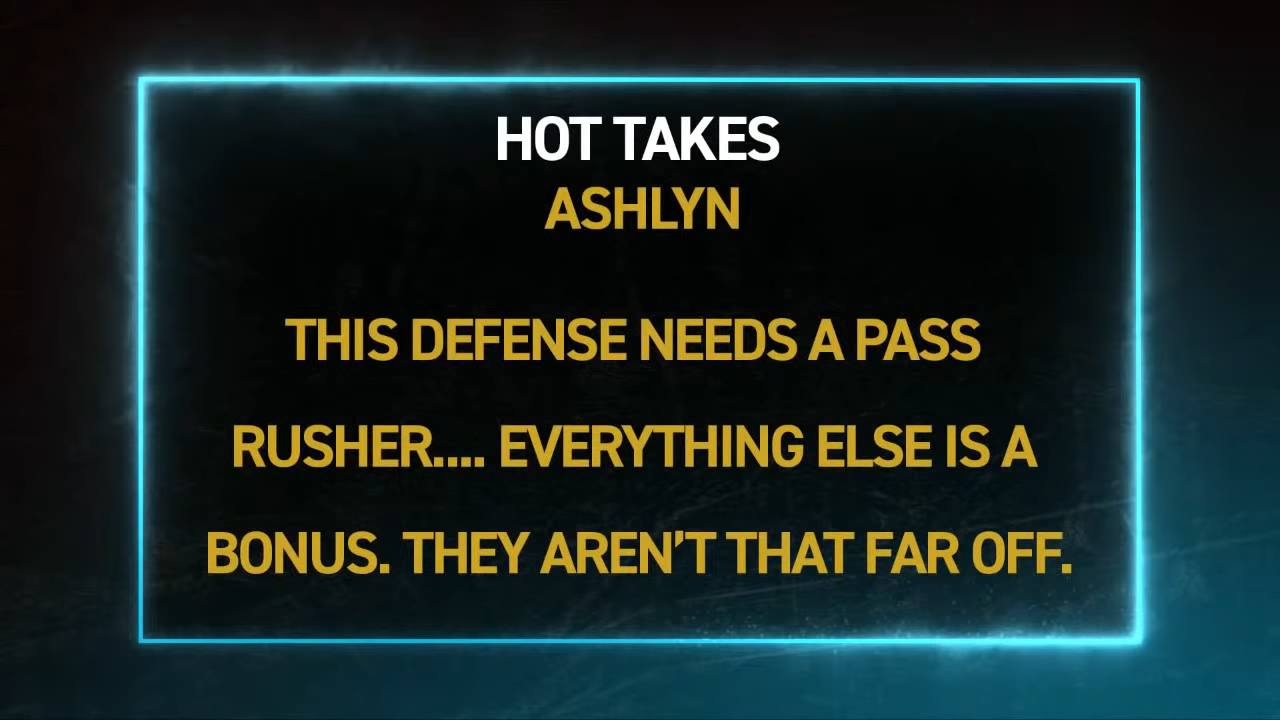 HOT TAKES
ASHLYN
THIS DEFENSE NEEDS A PASS
RUSHER.... EVERYTHING ELSE IS A
BONUS. THEY AREN'T THAT FAR OFF.